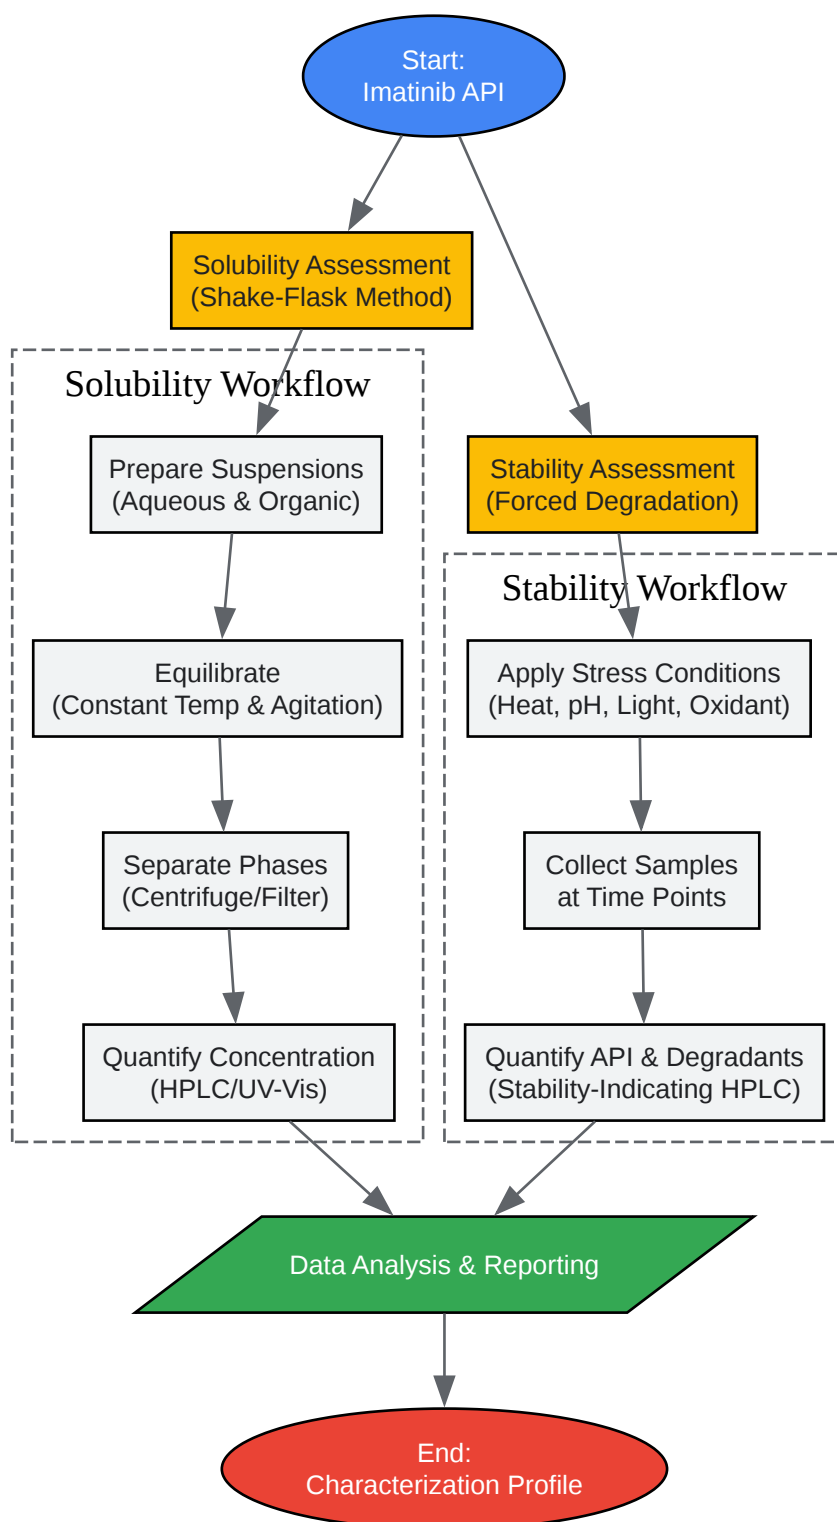 Start:
Imatinib API
Solubility Assessment
(Shake-Flask Method)
Solubility Workflow
Prepare Suspensions
(Aqueous & Organic)
Equilibrate
(Constant Temp & Agitation)
Separate Phases
(Centrifuge/Filter)
Quantify Concentration
(HPLC/UV-Vis)
Stability Assessment
(Forced Degradation)
Stability Workflow
Apply Stress Conditions
(Heat, pH, Light, Oxidant)
Collect Samples
at Time Points
Quantify API & Degradants
(Stability-Indicating HPLC)
Data Analysis & Reporting
End:
Characterization Profile